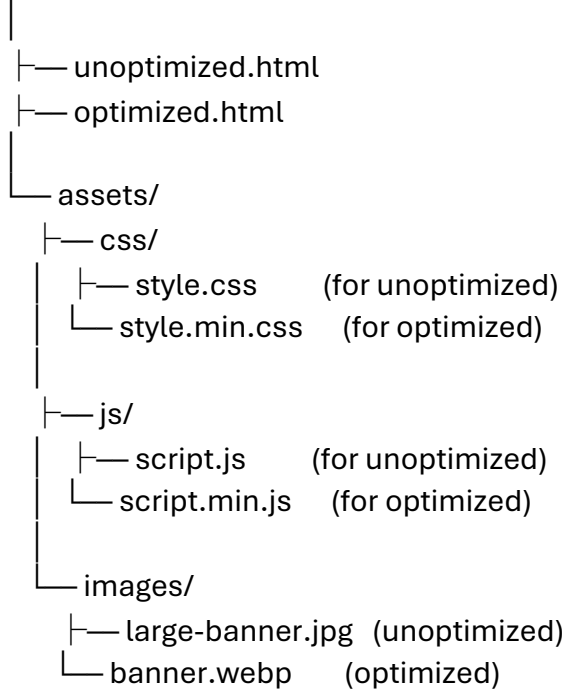 │
├── unoptimized.html
├── optimized.html
│
└── assets/
├── css/
│ ├── style.css (for unoptimized)
│ └── style.min.css (for optimized)
│
├── js/
│ ├── script.js (for unoptimized)
│ └── script.min.js (for optimized)
│
└── images/
├── large-banner.jpg (unoptimized)
└── banner.webp (optimized)